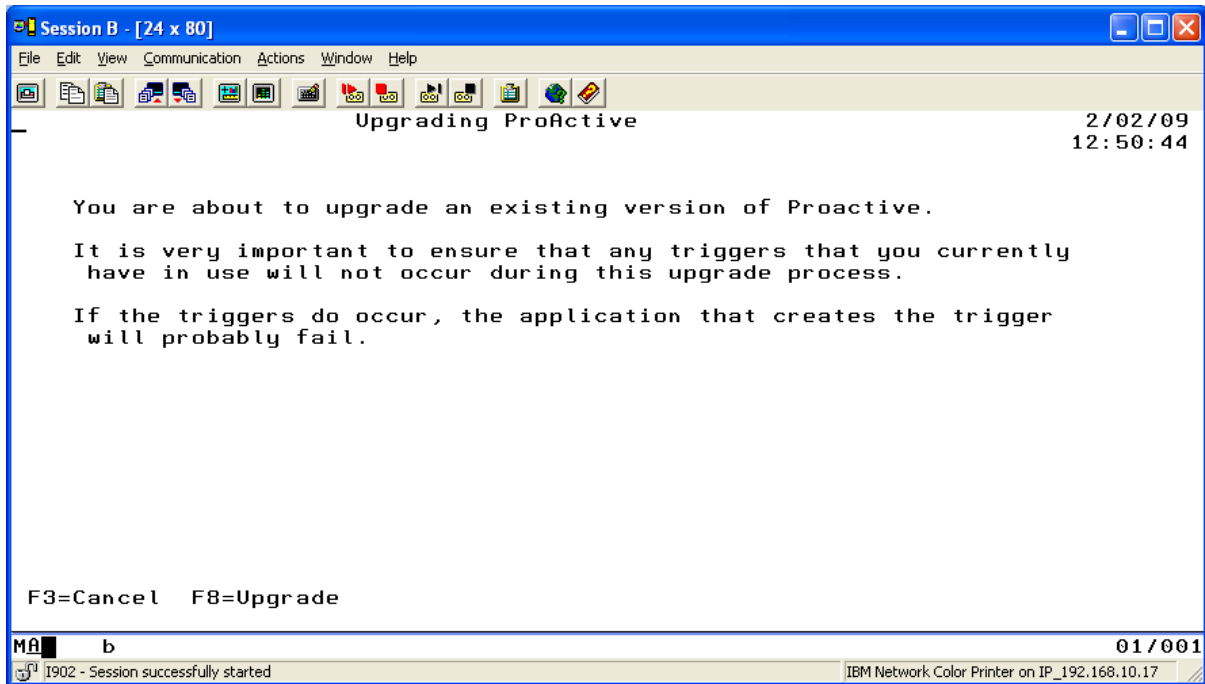 Session B - [24 x 80]
File Edit View Communication Actions Window Help
Upgrading ProActive 2/02/09
12:50:44
You are about to upgrade an existing version of Proactive.
It is very important to ensure that any triggers that you currently
have in use will not occur during this upgrade process.
If the triggers do occur, the application that creates the trigger
will probably fail.
F3=Cancel F8=Upgrade
MA b 01/001
I902 - Session successfully started IBM Network Color Printer on IP_192.168.10.17